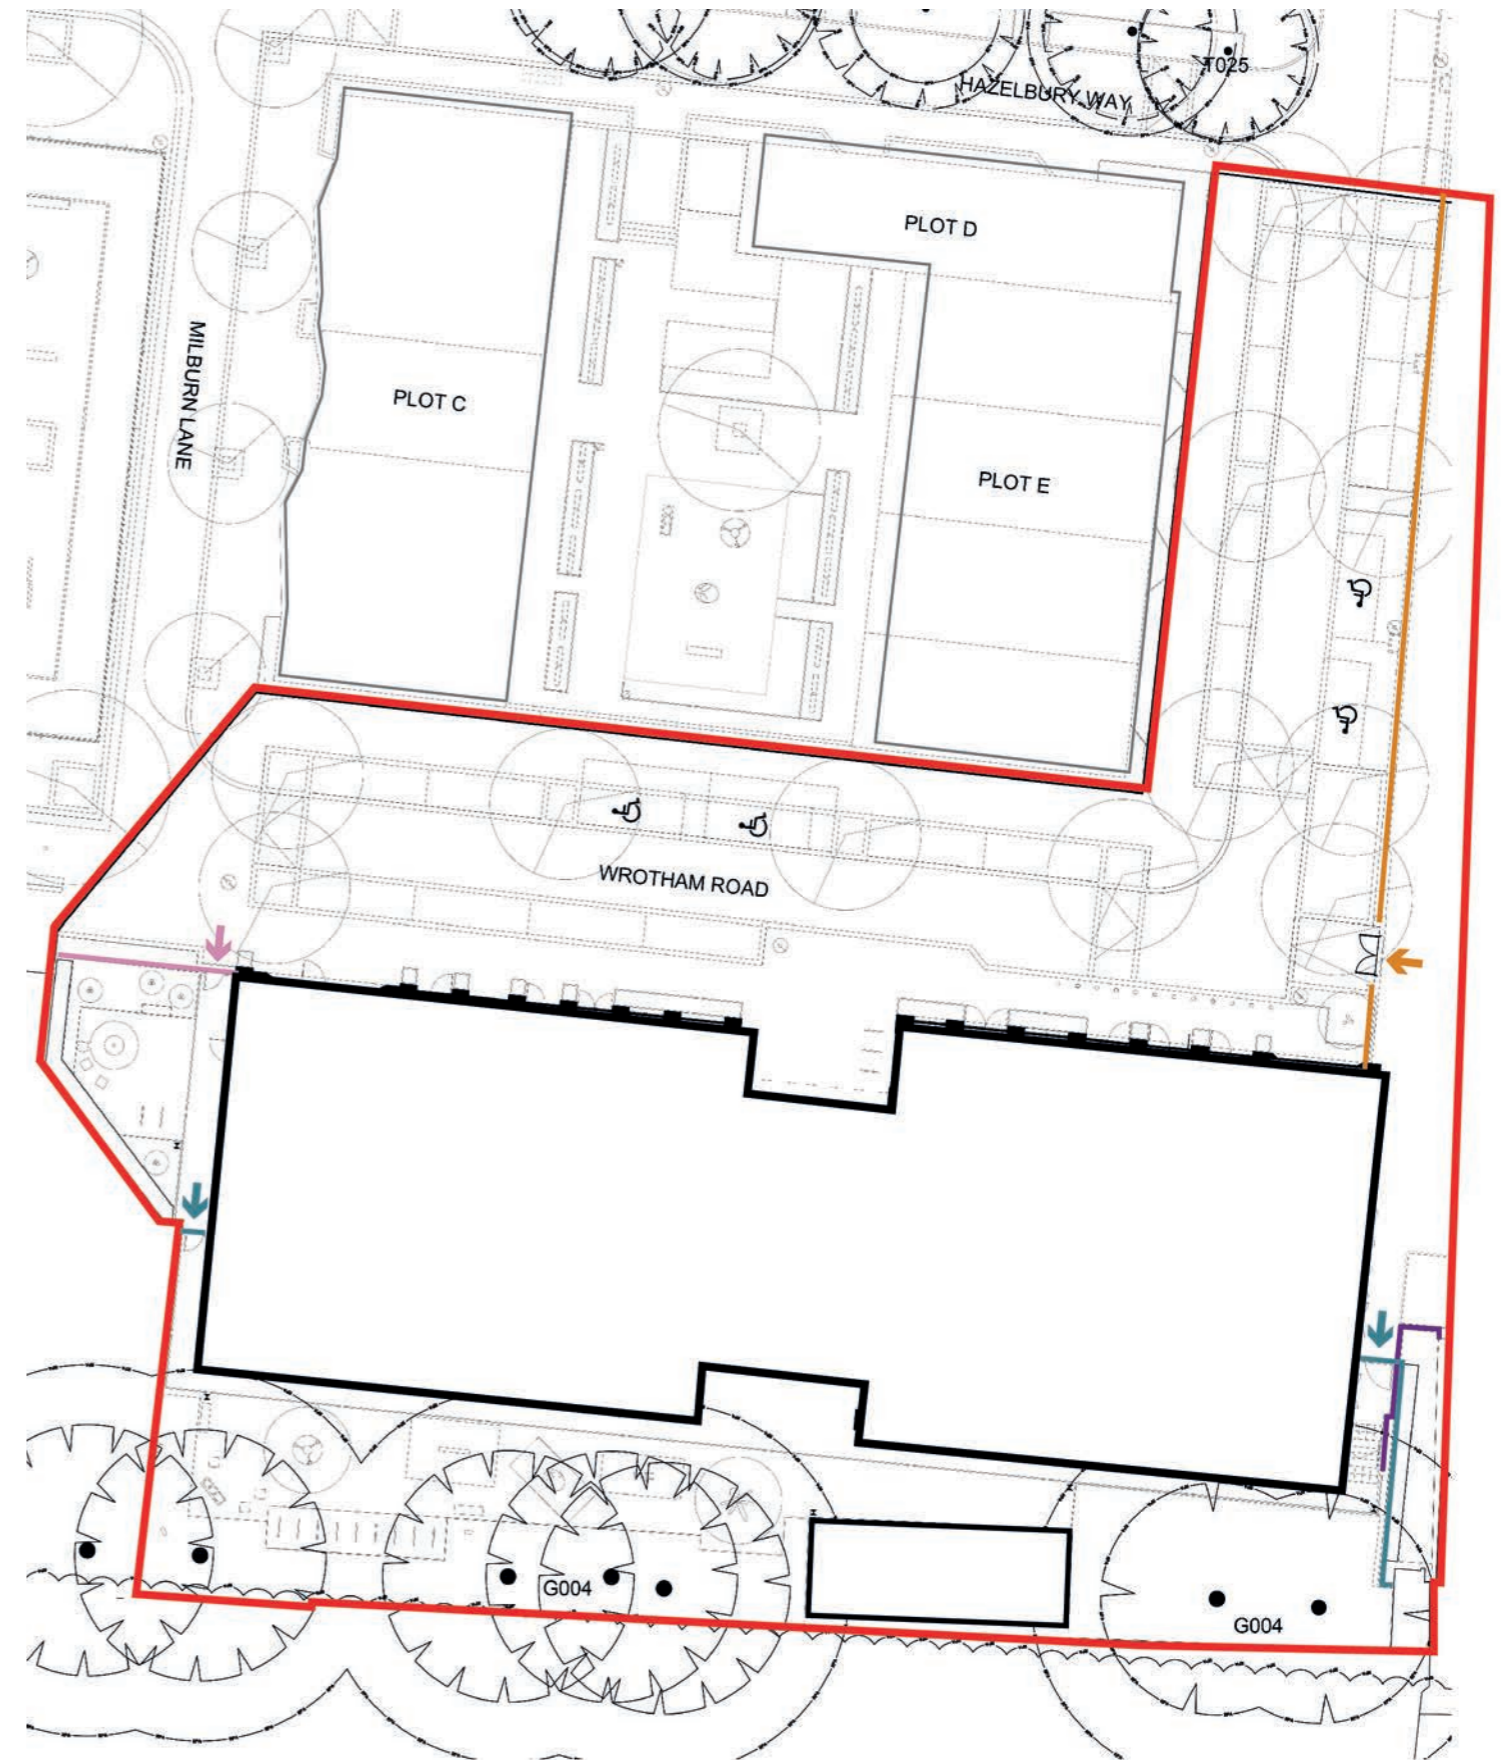 T025
HAZELBURY WAY
PLOT D
MILBURN LANE
PLOT C
PLOT E
WROTHAM ROAD
G004
G004